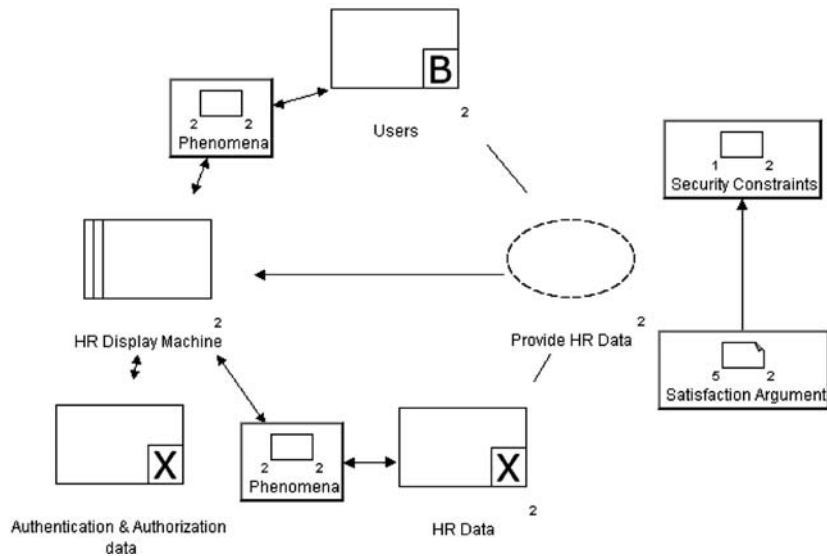 B
2
Users
2 2
Phenomena
1 2
Security Constraints
2
HR Display Machine
2
Provide HR Data
5 2
Satisfaction Argument
X
Authentication & Authorization
data
2 2
Phenomena
X
2
HR Data